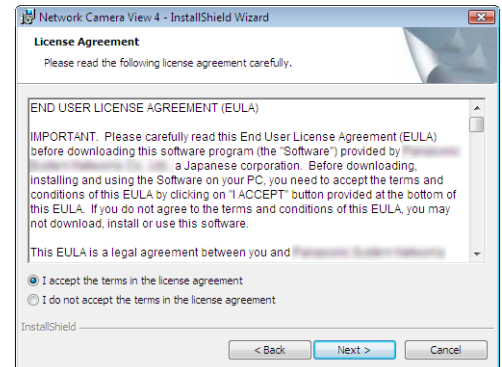 Network Camera View 4 - InstallShield Wizard
License Agreement
Please read the following license agreement carefully.
END USER LICENSE AGREEMENT (EULA)
IMPORTANT.  Please carefully read this End User License Agreement (EULA)
before downloading this software program (the "Software") provided by
a Japanese corporation.  Before downloading,
installing and using the Software on your PC, you need to accept the terms and
conditions of this EULA by clicking on "I ACCEPT" button provided at the bottom of
this EULA.  If you do not agree to the terms and conditions of this EULA, you may
not download, install or use this software.
This EULA is a legal agreement between you and
I accept the terms in the license agreement
I do not accept the terms in the license agreement
InstallShield
< Back
Next >
Cancel